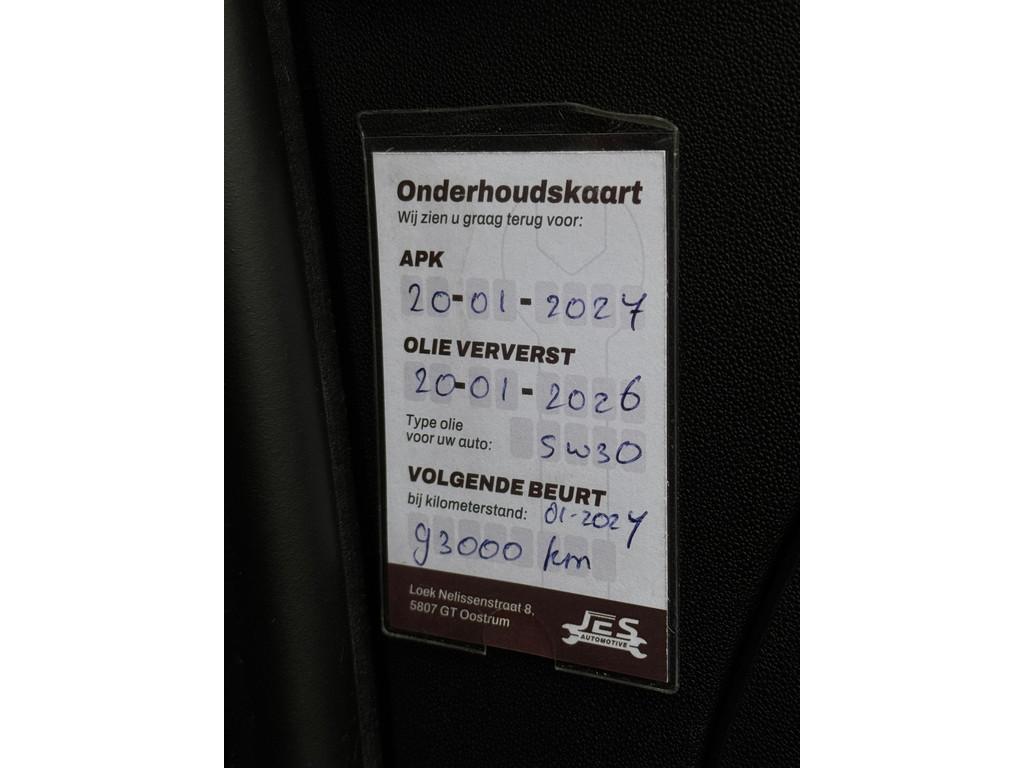 Onderhoudskaart
Wij zien u graag terug voor:
APK
20-01-2027
OLIE VERVERST
20-01-2026
Type olie
voor uw auto: 5W30
VOLGENDE BEURT
bij kilometerstand: 01-2027
93000 km
Loek Nelissenstraat 8,
5807 GT Oostrum
JES
AUTOMOTIVE